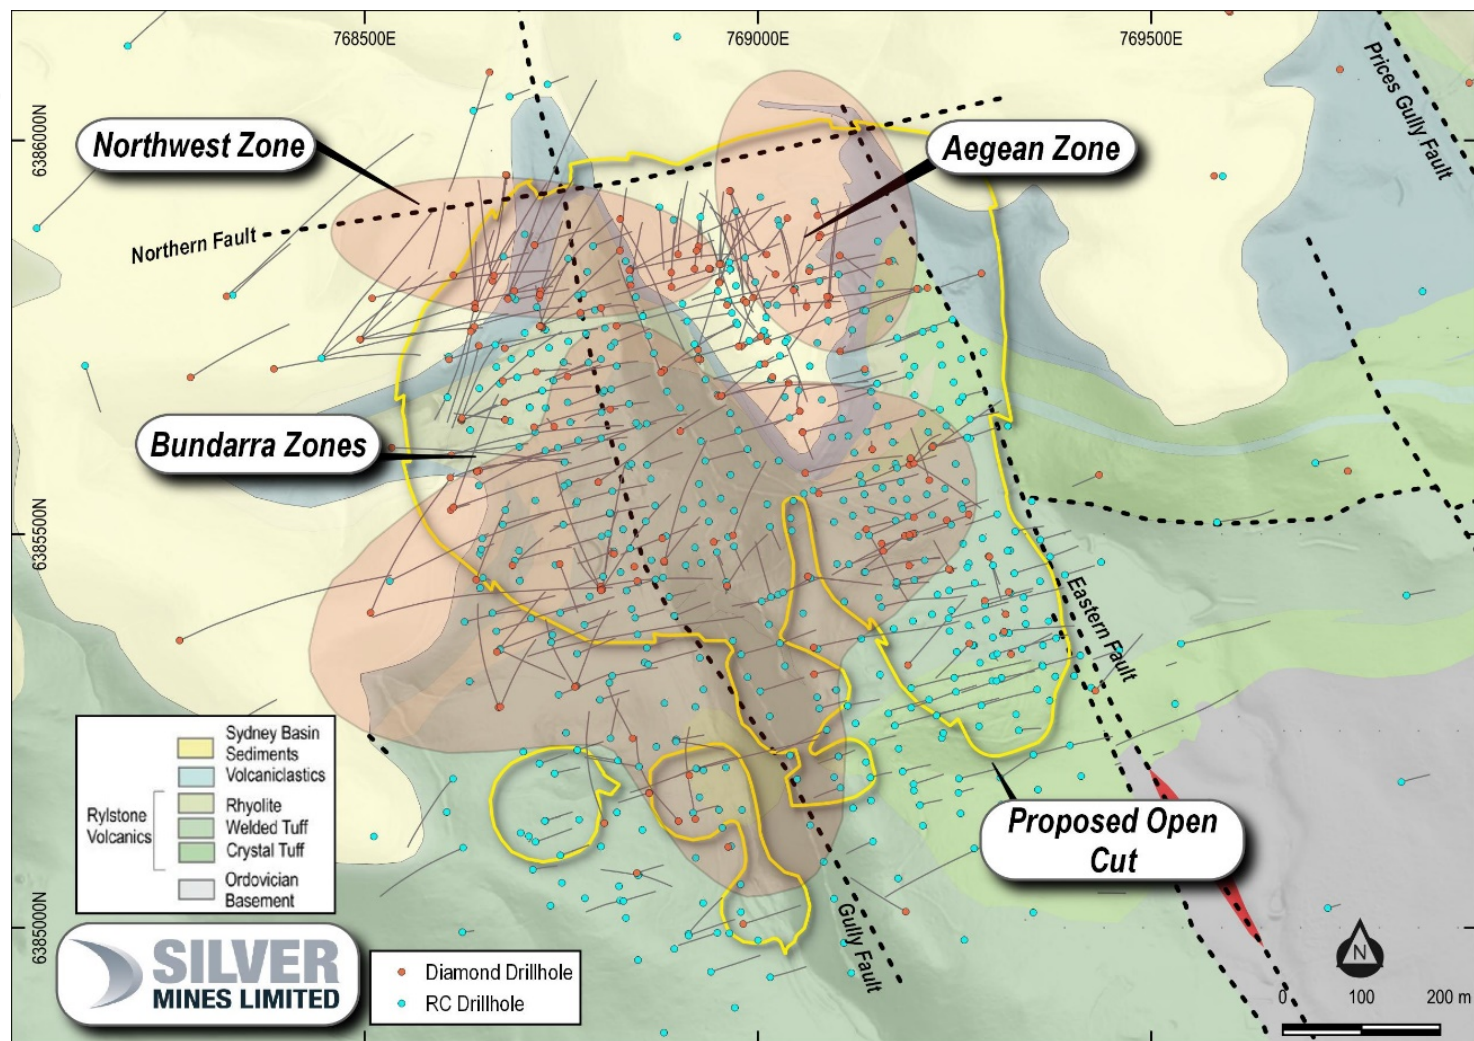 768500E
769000E
769500E
Prices Gully Fault
6386000N
Northwest Zone
Aegean Zone
Northern Fault
Bundarra Zones
6385500N
Eastern Fault
Sydney Basin
Sediments
Volcaniclastics
Rylstone
Volcanics
Rhyolite
Welded Tuff
Crystal Tuff
Ordovician
Basement
Proposed Open
Cut
6385000N
Gully Fault
SILVER
MINES LIMITED
Diamond Drillhole
RC Drillhole
N
0 100 200 m